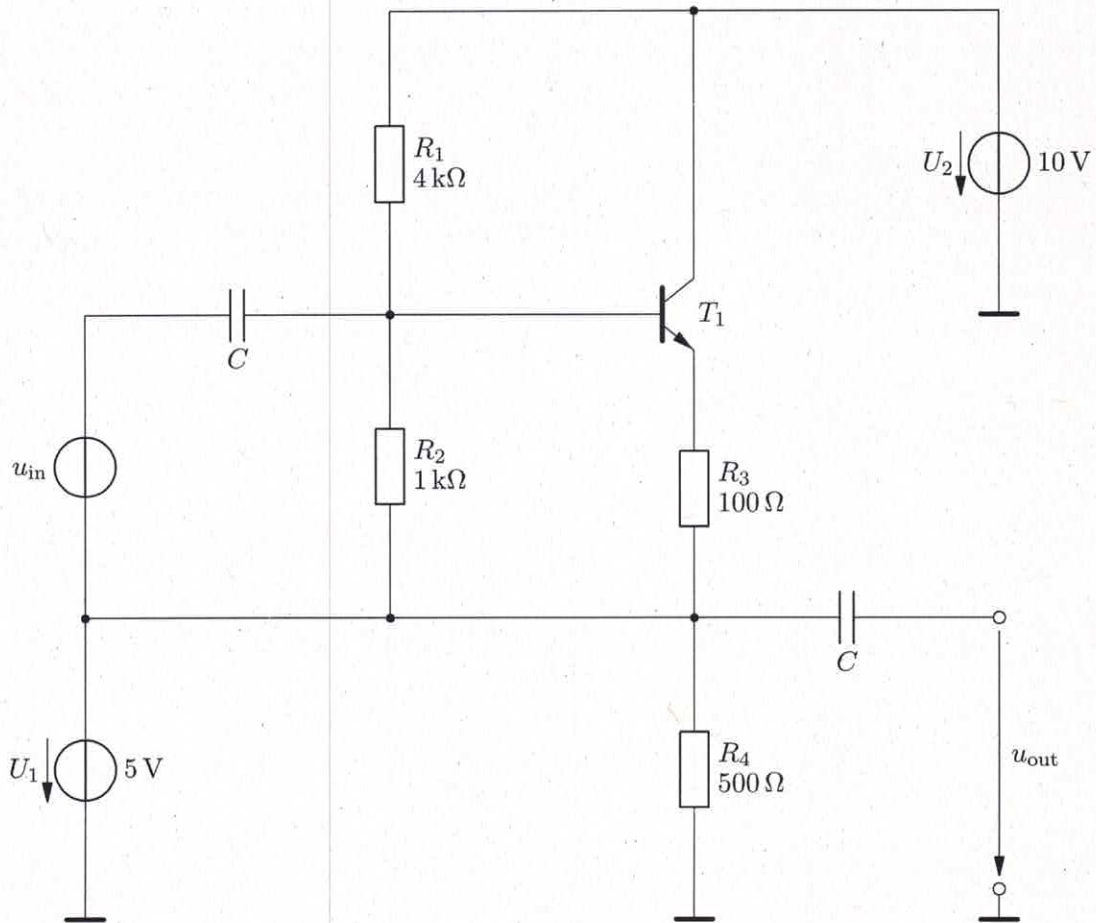 R1
4 kΩ
U2
10 V
T1
C
uin
R2
1 kΩ
R3
100 Ω
C
U1
5 V
R4
500 Ω
uout